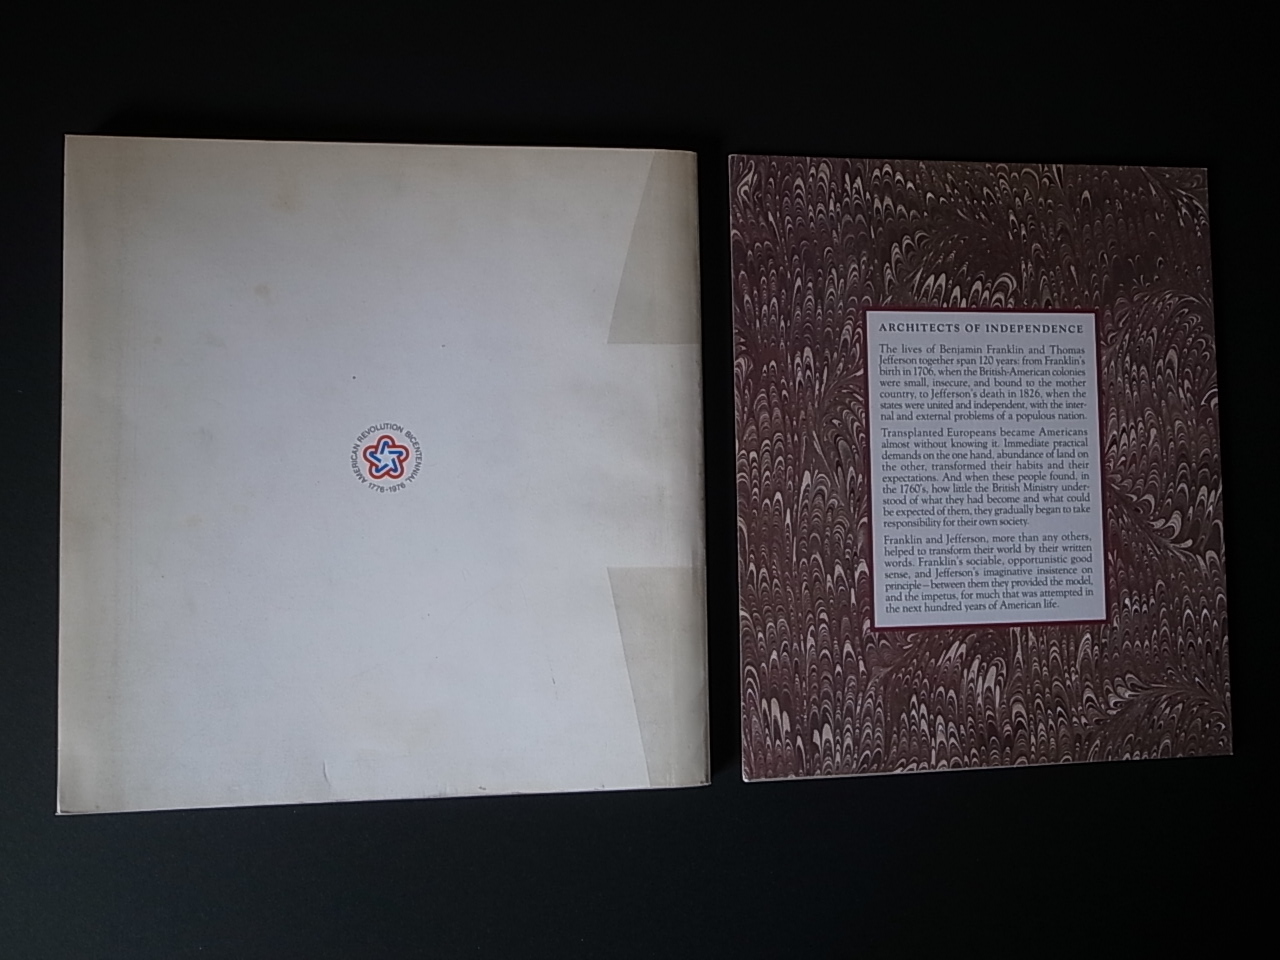 AMERICAN REVOLUTION BICENTENNIAL
1776-1976
ARCHITECTS OF INDEPENDENCE
The lives of Benjamin Franklin and Thomas
Jefferson together span 120 years: from Franklin's
birth in 1706, when the British-American colonies
were small, insecure, and bound to the mother
country, to Jefferson's death in 1826, when the
states were united and independent, with the inter-
nal and external problems of a populous nation.
Transplanted Europeans became Americans
almost without knowing it. Immediate practical
demands on the one hand, abundance of land on
the other, transformed their habits and their
expectations. And when these people found, in
the 1760's, how little the British Ministry under-
stood of what they had become and what could
be expected of them, they gradually began to take
responsibility for their own society.
Franklin and Jefferson, more than any others,
helped to transform their world by their written
words. Franklin's sociable, opportunistic good
sense, and Jefferson's imaginative insistence on
principle—between them they provided the model,
and the impetus, for much that was attempted in
the next hundred years of American life.